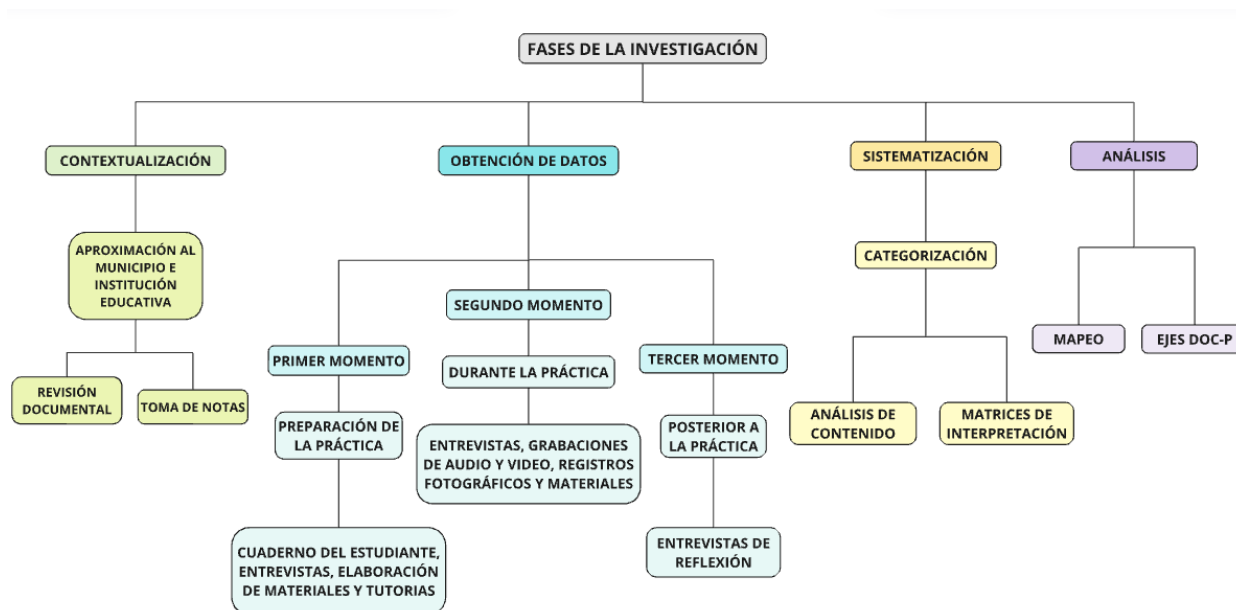 FASES DE LA INVESTIGACIÓN
CONTEXTUALIZACIÓN
OBTENCIÓN DE DATOS
SISTEMATIZACIÓN
ANÁLISIS
APROXIMACIÓN AL
MUNICIPIO E
INSTITUCIÓN
EDUCATIVA
REVISIÓN
DOCUMENTAL
TOMA DE NOTAS
PRIMER MOMENTO
PREPARACIÓN DE
LA PRÁCTICA
CUADERNO DEL ESTUDIANTE,
ENTREVISTAS, ELABORACIÓN
DE MATERIALES Y TUTORIAS
SEGUNDO MOMENTO
DURANTE LA PRÁCTICA
ENTREVISTAS, GRABACIONES
DE AUDIO Y VIDEO, REGISTROS
FOTOGRÁFICOS Y MATERIALES
TERCER MOMENTO
POSTERIOR A
LA PRÁCTICA
ENTREVISTAS DE
REFLEXIÓN
CATEGORIZACIÓN
ANÁLISIS DE
CONTENIDO
MATRICES DE
INTERPRETACIÓN
MAPEO
EJES DOC-P